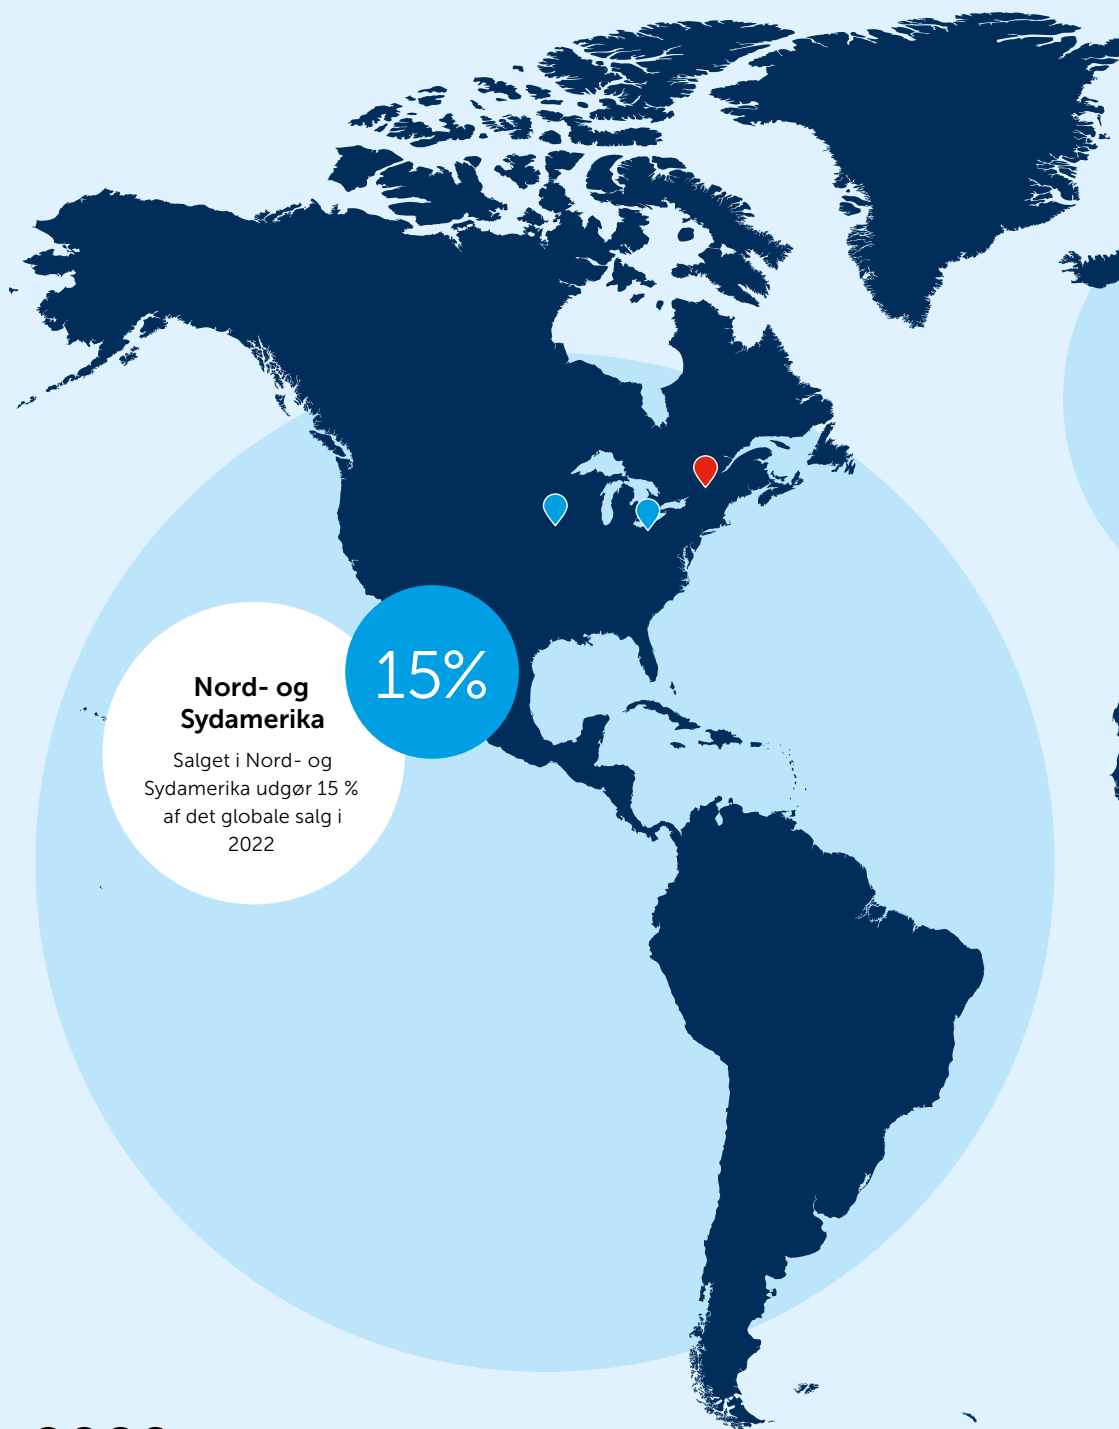 15%
Nord- og
Sydamerika
Salget i Nord- og
Sydamerika udgør 15 %
af det globale salg i
2022